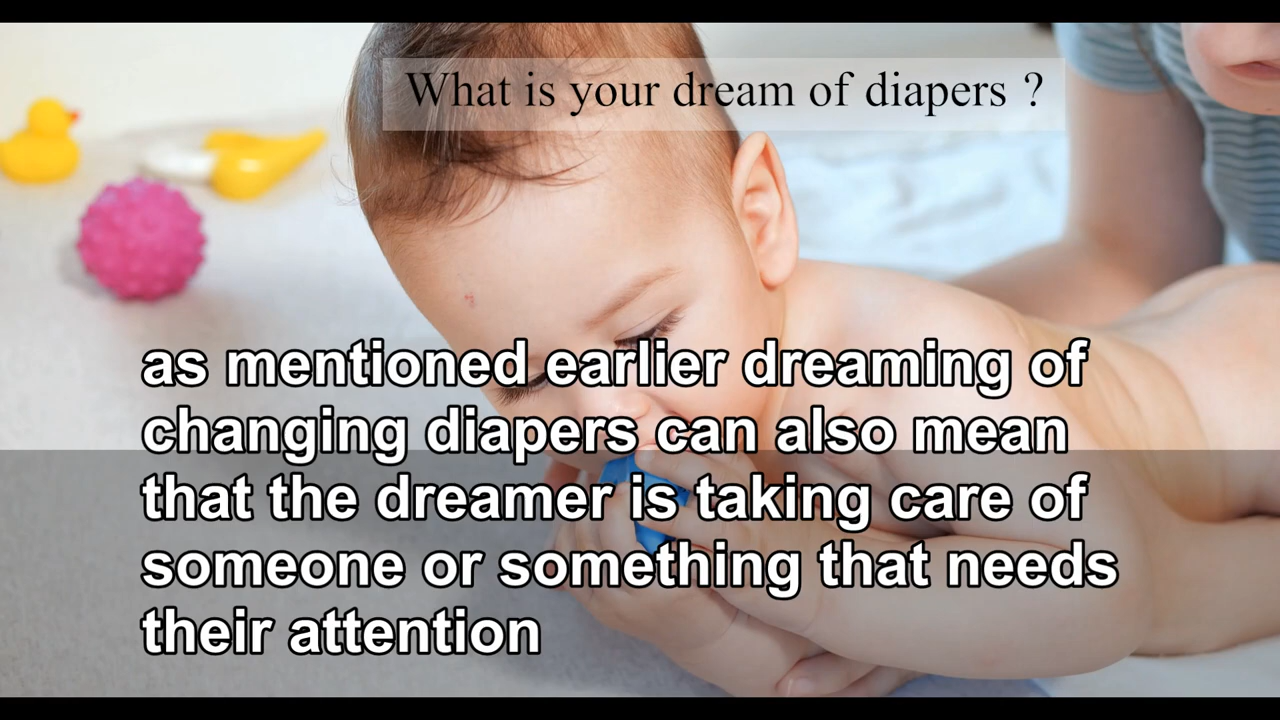 What is your dream of diapers ?
as mentioned earlier dreaming of
changing diapers can also mean
that the dreamer is taking care of
someone or something that needs
their attention